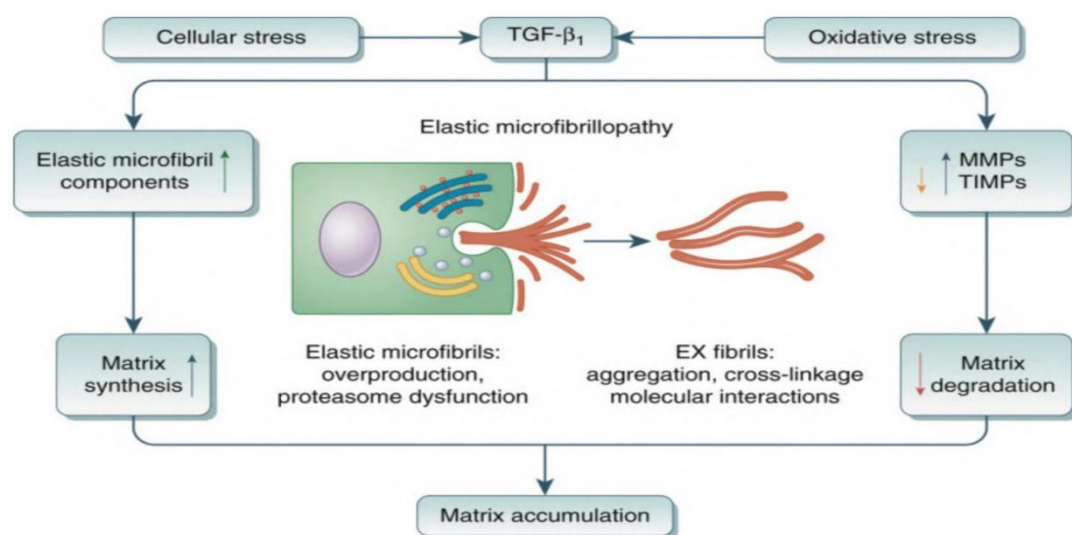 Cellular stress
TGF-β₁
Oxidative stress
Elastic microfibrillopathy
Elastic microfibril
components
MMPs
TIMPs
Matrix
synthesis
Elastic microfibrils:
overproduction,
proteasome dysfunction
EX fibrils:
aggregation, cross-linkage
molecular interactions
Matrix
degradation
Matrix accumulation